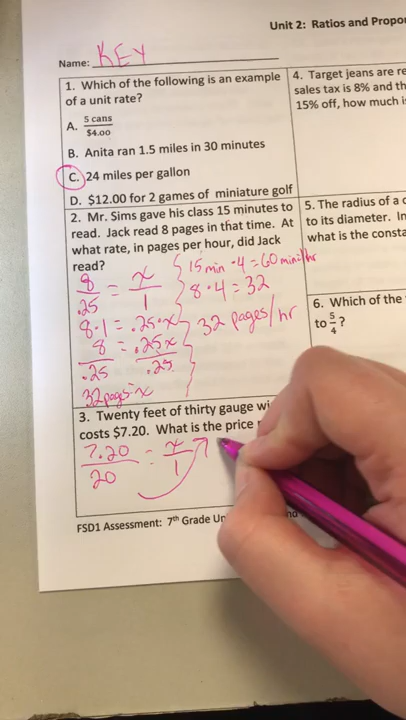 Unit 2: Ratios and Propor
Name: KEY
1. Which of the following is an example
of a unit rate?
A. 5 cans
$4.00
B. Anita ran 1.5 miles in 30 minutes
C. 24 miles per gallon
D. $12.00 for 2 games of miniature golf
2. Mr. Sims gave his class 15 minutes to
read. Jack read 8 pages in that time. At
what rate, in pages per hour, did Jack
read?
8/.25 = x/1
8·1 = .25·x
8/.25 = .25x/.25
32 pages = x
15 min · 4 = 60 min/hr
8 · 4 = 32
32 pages/hr
3. Twenty feet of thirty gauge wi
costs $7.20. What is the price
7.20/20 = x/1
4. Target jeans are re
sales tax is 8% and th
15% off, how much i
5. The radius of a c
to its diameter. In
what is the consta
6. Which of the
to 5/4?
FSD1 Assessment: 7th Grade Un